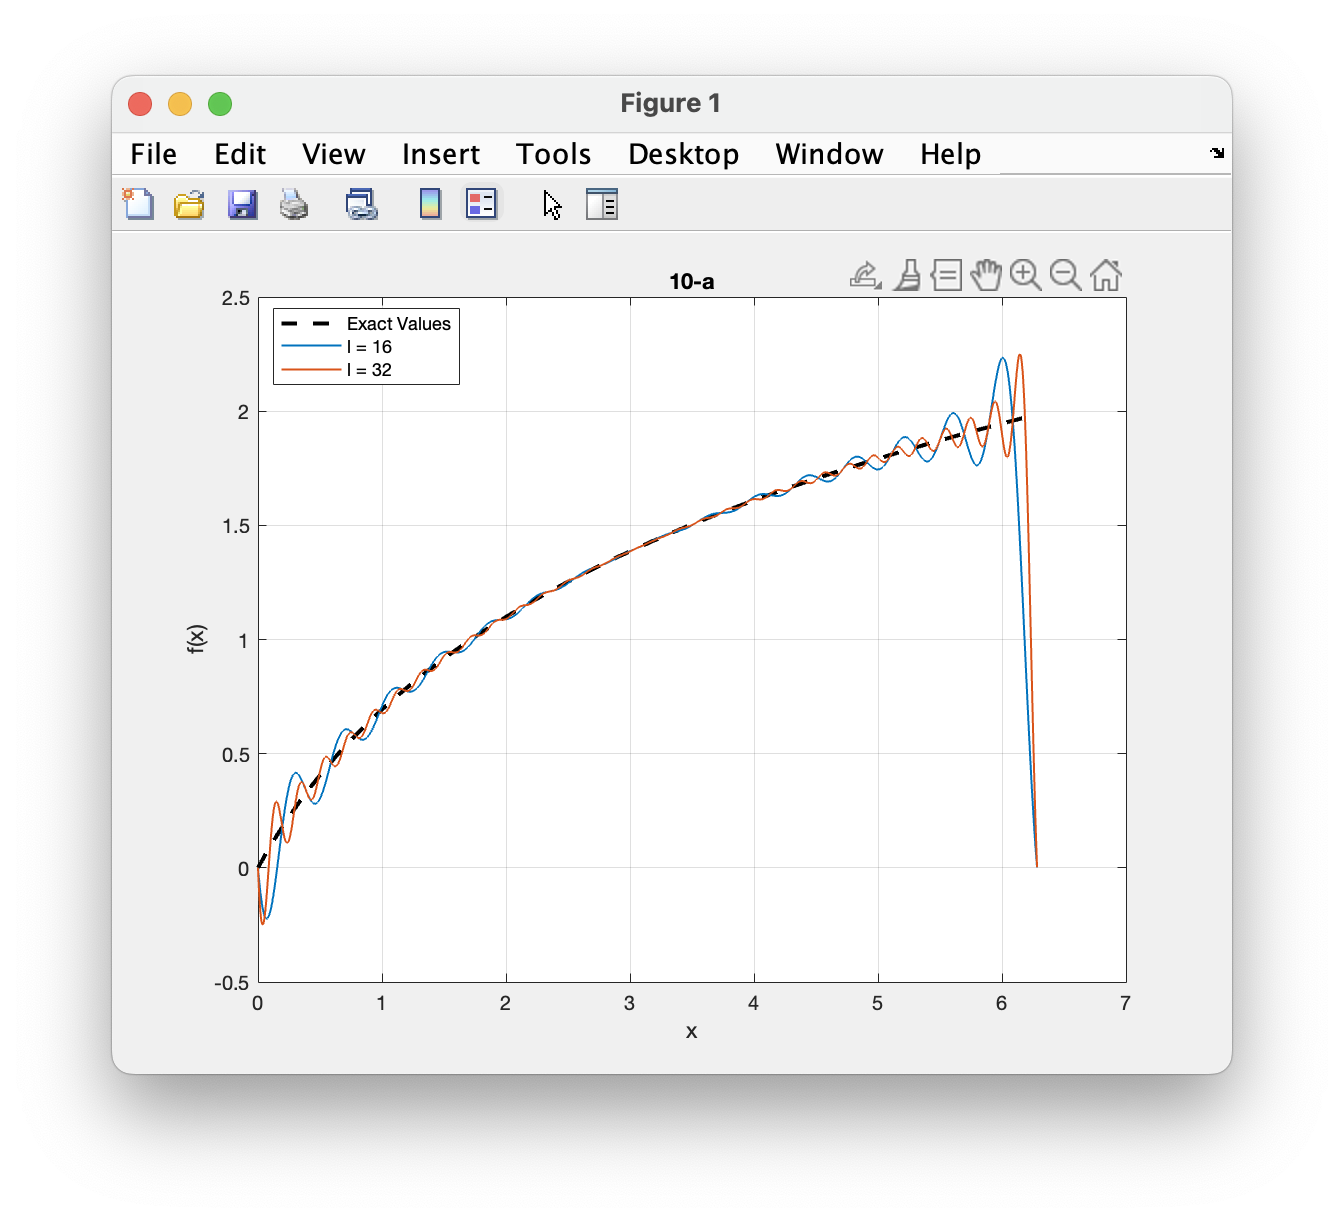 Figure 1
File Edit View Insert Tools Desktop Window Help
10-a
Exact Values
l = 16
l = 32
2.5
2
1.5
1
0.5
0
-0.5
f(x)
0 1 2 3 4 5 6 7
x